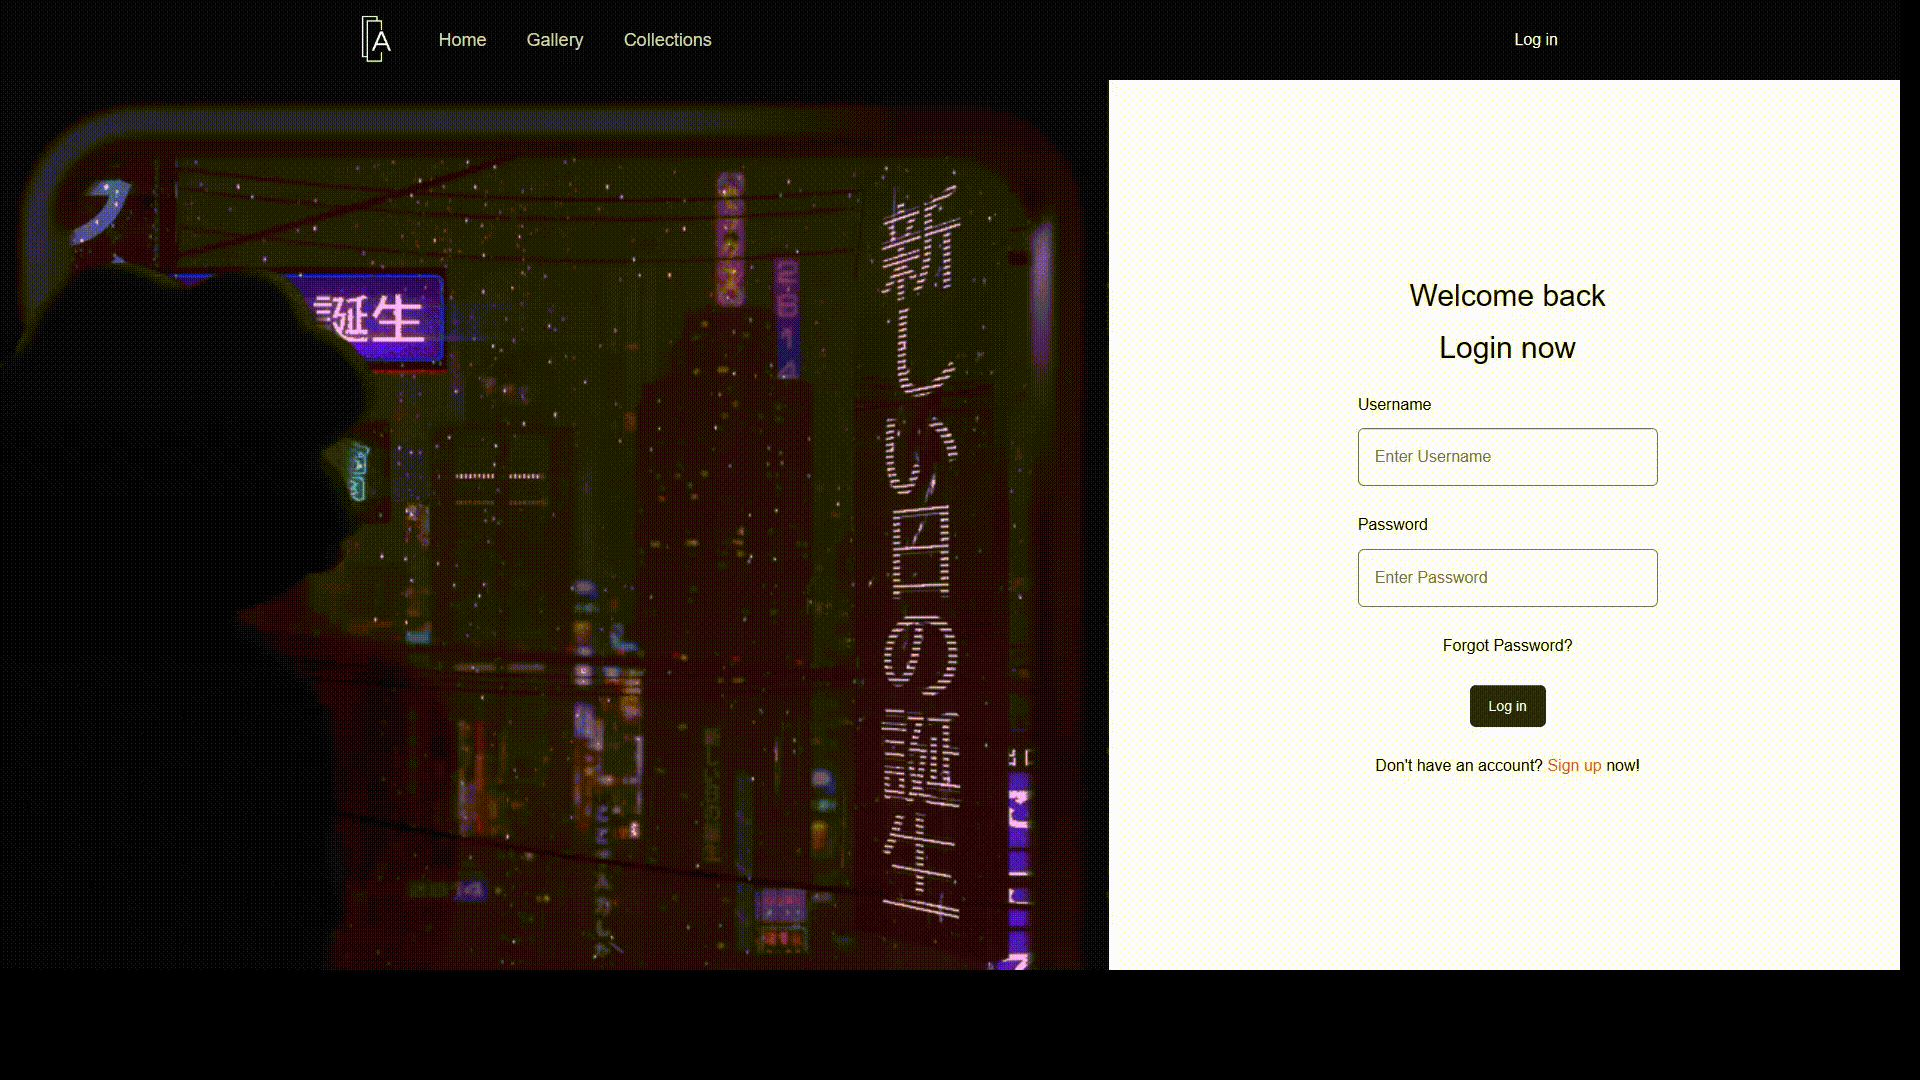 A
Home
Gallery
Collections
Log in
誕生
2814
新しい日の誕生
Welcome back
Login now
Username
Enter Username
Password
Enter Password
Forgot Password?
Log in
Don't have an account? Sign up now!